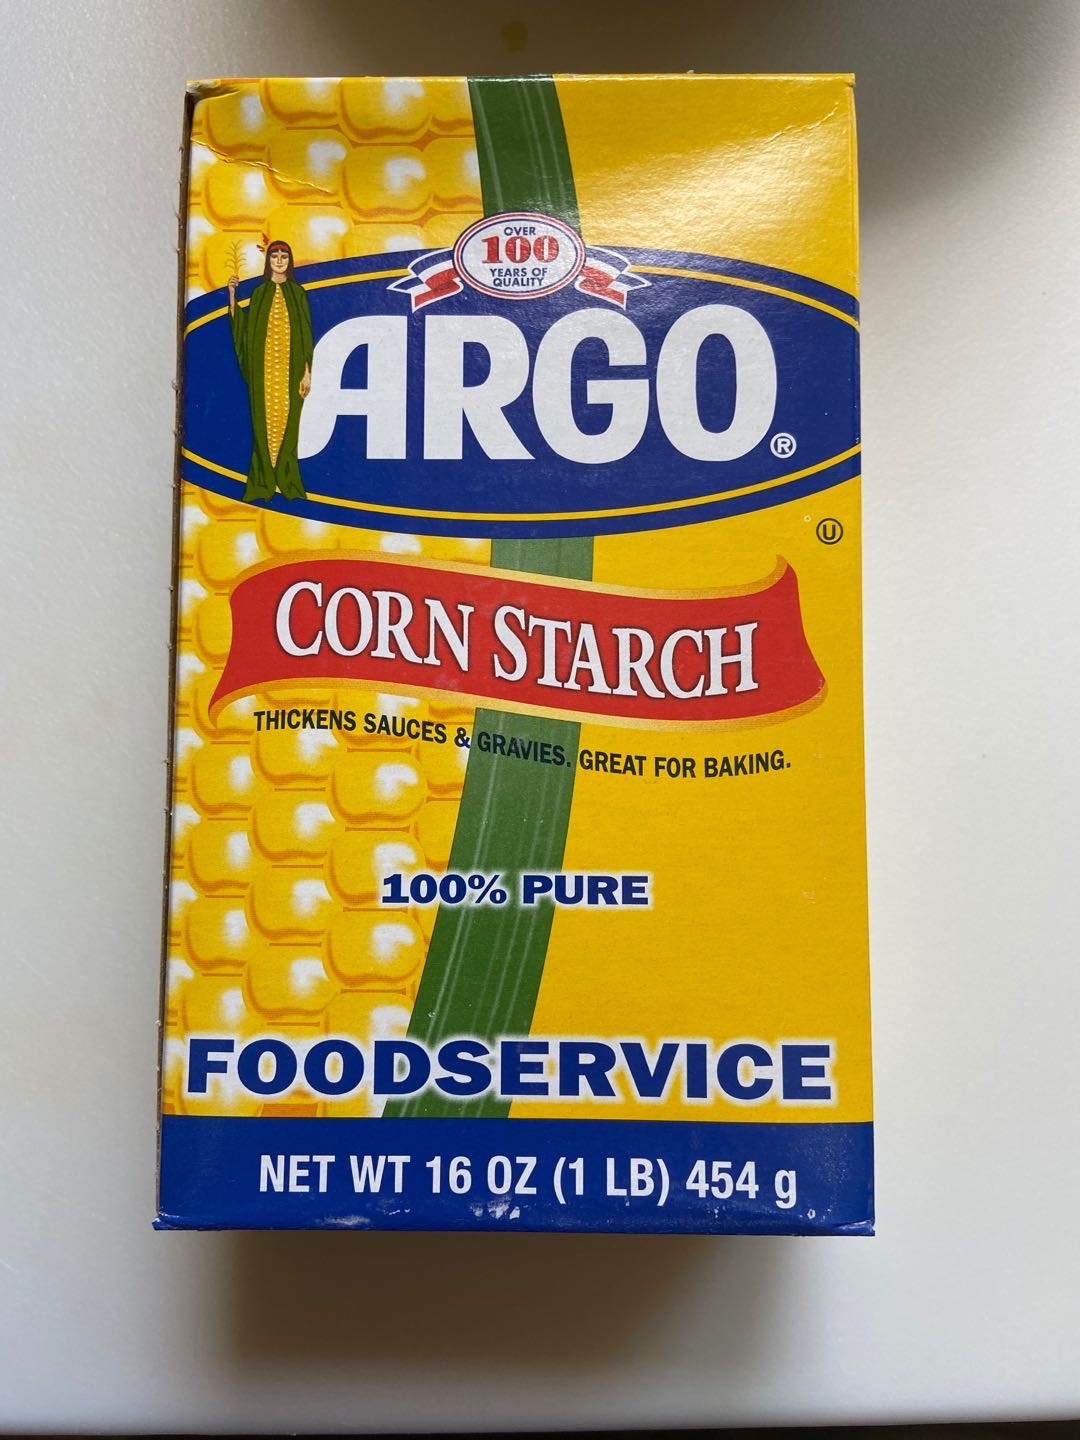 OVER
100
YEARS OF
QUALITY
ARGO®
U
CORN STARCH
THICKENS SAUCES & GRAVIES. GREAT FOR BAKING.
100% PURE
FOODSERVICE
NET WT 16 OZ (1 LB) 454 g